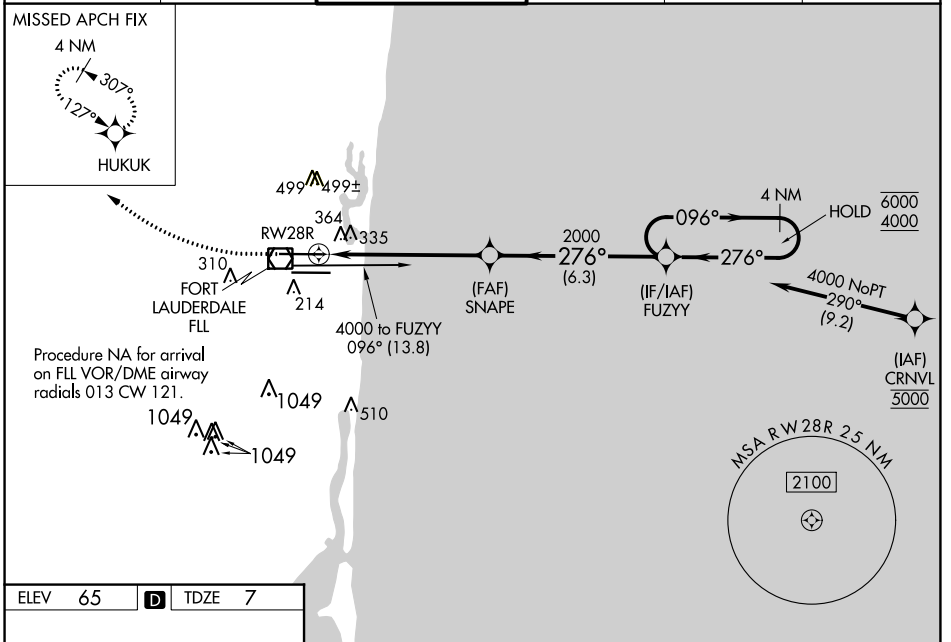 MISSED APCH FIX
4 NM
307°
127°
HUKUK
499 499±
364
335
RW28R
310
FORT
LAUDERDALE
FLL
214
4000 to FUZYY
096° (13.8)
(FAF)
SNAPE
2000
276°
(6.3)
(IF/IAF)
FUZYY
096°
276°
4 NM
HOLD
6000
4000
4000 NoPT
290°
(9.2)
(IAF)
CRNVL
5000
Procedure NA for arrival
on FLL VOR/DME airway
radials 013 CW 121.
1049
1049
1049
510
MSA RW28R 25 NM
2100
ELEV 65 D TDZE 7